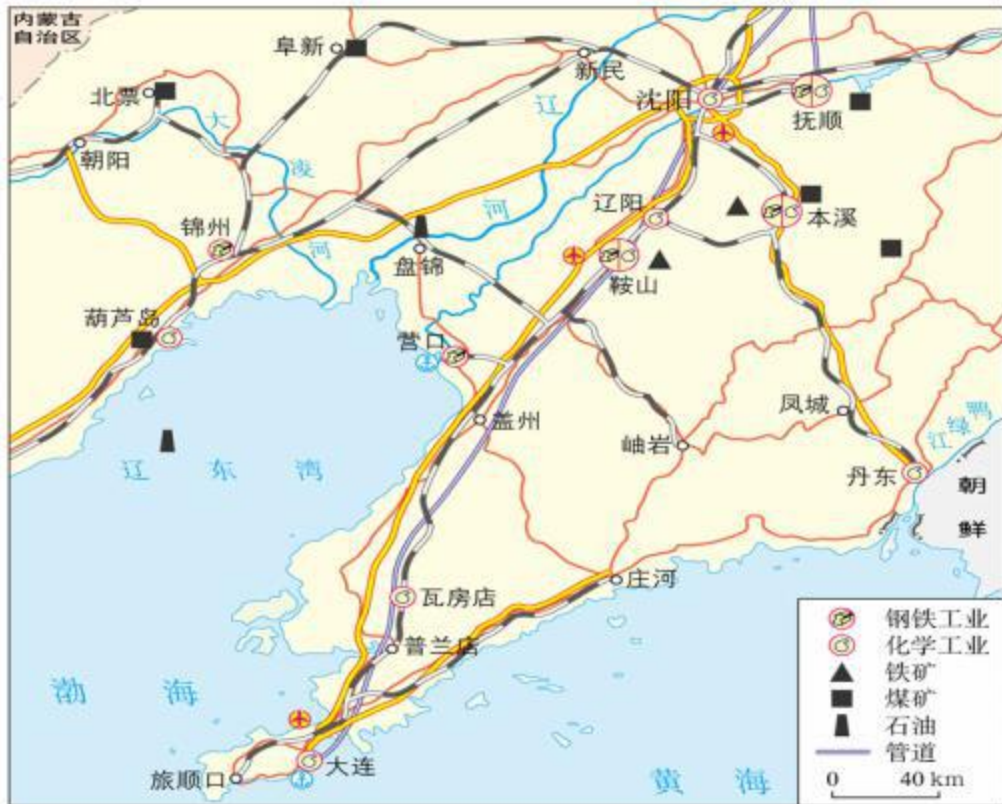 内蒙古
自治区
阜新
新民
北票
沈阳
抚顺
朝阳
大
凌
河
辽
河
锦州
辽阳
本溪
盘锦
鞍山
葫芦岛
营口
盖州
岫岩
凤城
鸭
绿
江
丹东
朝
鲜
辽东湾
庄河
瓦房店
普兰店
渤海
旅顺口
大连
黄海
钢铁工业
化学工业
铁矿
煤矿
石油
管道
0 40 km